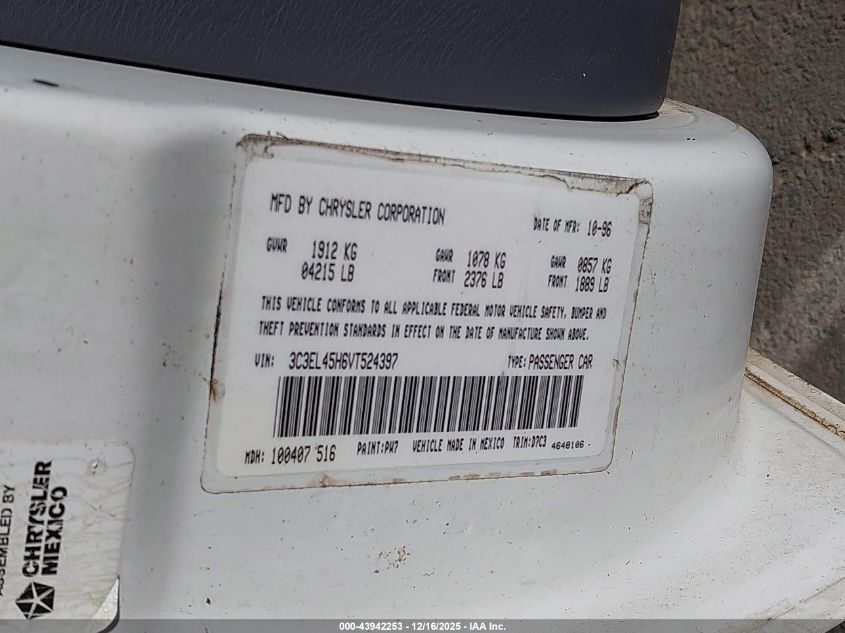 MFD BY CHRYSLER CORPORATION DATE OF MFR: 10-96
GVWR 1912 KG GAWR 1078 KG GAWR 0857 KG
04215 LB FRONT 2376 LB FRONT 1889 LB
THIS VEHICLE CONFORMS TO ALL APPLICABLE FEDERAL MOTOR VEHICLE SAFETY, BUMPER AND
THEFT PREVENTION STANDARDS IN EFFECT ON THE DATE OF MANUFACTURE SHOWN ABOVE.
VIN: 3C3EL45H6VT524397 TYPE: PASSENGER CAR
MDH: 100407 516 PAINT:PW7 VEHICLE MADE IN MEXICO TRIM:D7C3 4648106 -
ASSEMBLED BY
CHRYSLER
MEXICO
000-43942253 - 12/16/2025 - IAA Inc.